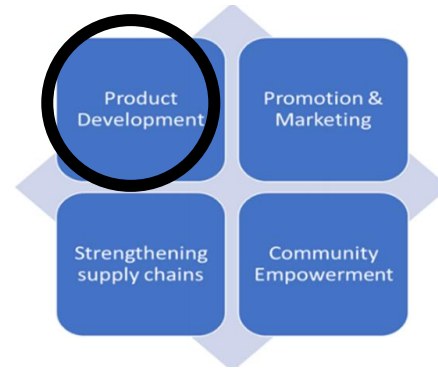 Product
Development
Promotion &
Marketing
Strengthening
supply chains
Community
Empowerment